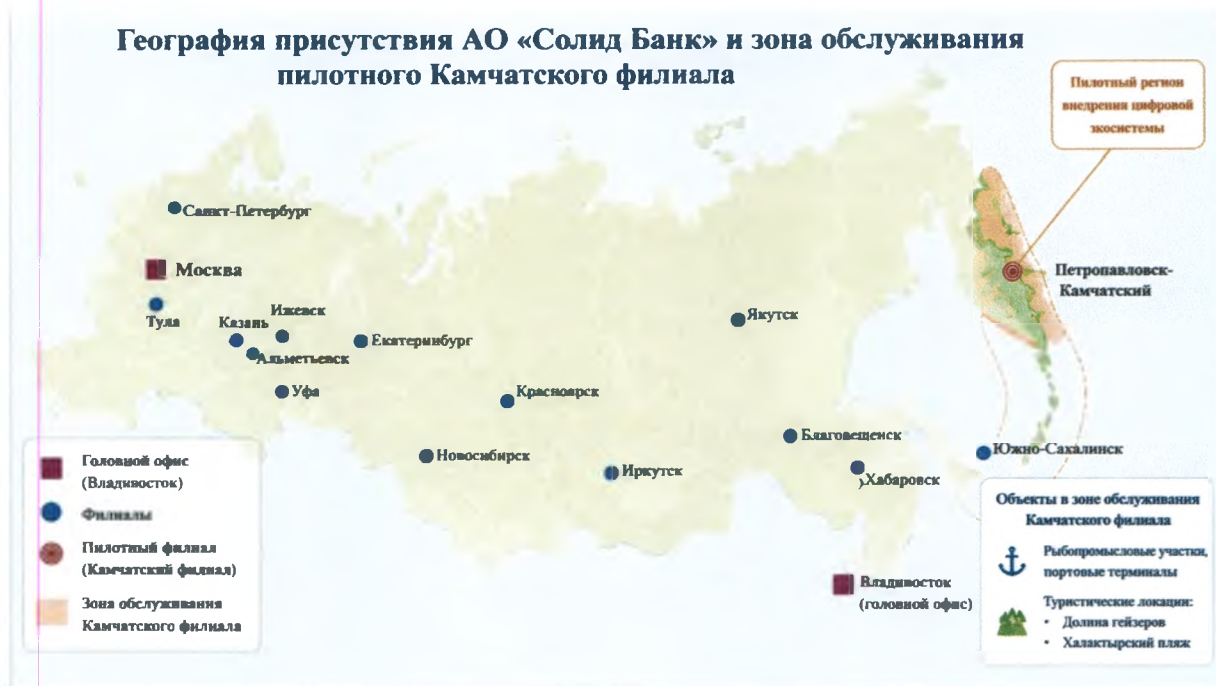 География присутствия АО «Солид Банк» и зона обслуживания
пилотного Камчатского филиала
Пилотный регион
внедрения цифровой
экосистемы
Санкт-Петербург
Москва
Петропавловск-
Камчатский
Тула
Казань
Ижевск
Альметьевск
Екатеринбург
Якутск
Уфа
Красноярск
Благовещенск
Новосибирск
Иркутск
Хабаровск
Южно-Сахалинск
Владивосток
(головной офис)
Головной офис
(Владивосток)
Филиалы
Пилотный филиал
(Камчатский филиал)
Зона обслуживания
Камчатского филиала
Объекты в зоне обслуживания
Камчатского филиала
Рыбопромысловые участки,
портовые терминалы
Туристические локации:
• Долина гейзеров
• Халактырский пляж